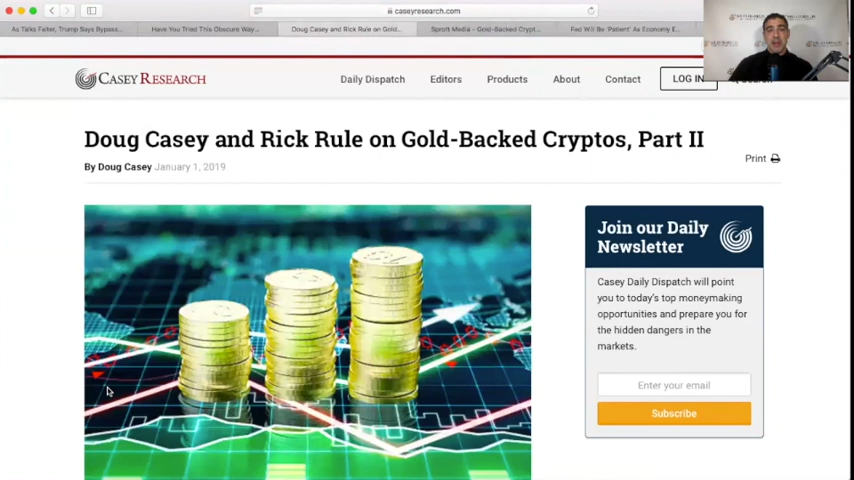 caseyresearch.com
As Talks Falter, Trump Says Bypass...
Have You Tried This Obscure Way...
Doug Casey and Rick Rule on Gold-...
Sprott Media - Gold-Backed Crypt...
Fed Will Be 'Patient' As Economy E...
CASEY RESEARCH
Daily Dispatch
Editors
Products
About
Contact
LOG IN
Doug Casey and Rick Rule on Gold-Backed Cryptos, Part II
Print
By Doug Casey January 1, 2019
Join our Daily
Newsletter
Casey Daily Dispatch will point
you to today's top moneymaking
opportunities and prepare you for
the hidden dangers in the
markets.
Enter your email
Subscribe